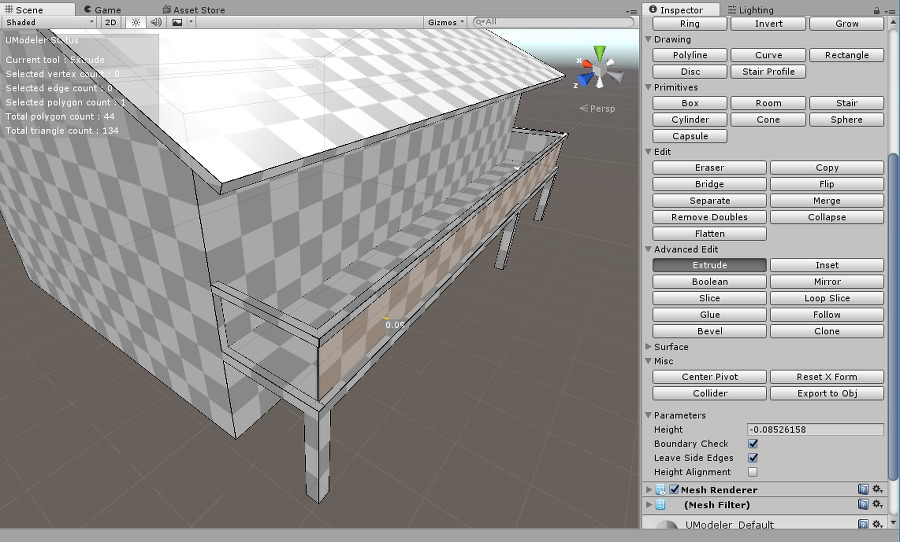 Scene Game Asset Store
Shaded 2D Gizmos All
UModeler Status
Current tool : Extrude
Selected vertex count : 0
Selected edge count : 0
Selected polygon count : 1
Total polygon count : 44
Total triangle count : 134
x
z
Persp
0.09
Inspector Lighting
Ring Invert Grow
Drawing
Polyline Curve Rectangle
Disc Stair Profile
Primitives
Box Room Stair
Cylinder Cone Sphere
Capsule
Edit
Eraser Copy
Bridge Flip
Separate Merge
Remove Doubles Collapse
Flatten
Advanced Edit
Extrude Inset
Boolean Mirror
Slice Loop Slice
Glue Follow
Bevel Clone
Surface
Misc
Center Pivot Reset X Form
Collider Export to Obj
Parameters
Height -0.08526158
Boundary Check
Leave Side Edges
Height Alignment
Mesh Renderer
(Mesh Filter)
UModeler_Default